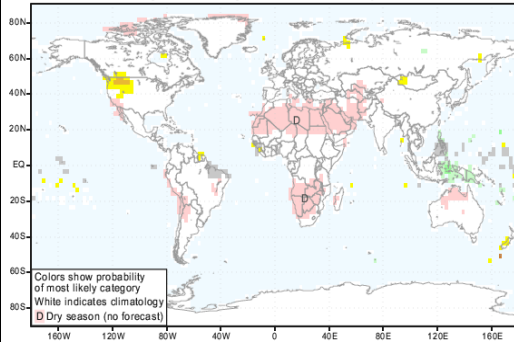 80N
60N
40N
20N
EQ
20S
40S
60S
80S
D
D
Colors show probability
of most likely category
White indicates climatology
D Dry season (no forecast)
160W 120W 80W 40W 0 40E 80E 120E 160E